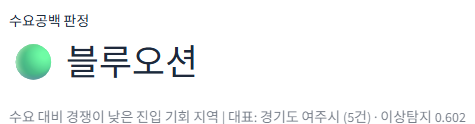 수요공백 판정
블루오션
수요 대비 경쟁이 낮은 진입 기회 지역 | 대표: 경기도 여주시 (5건) · 이상탐지 0.602